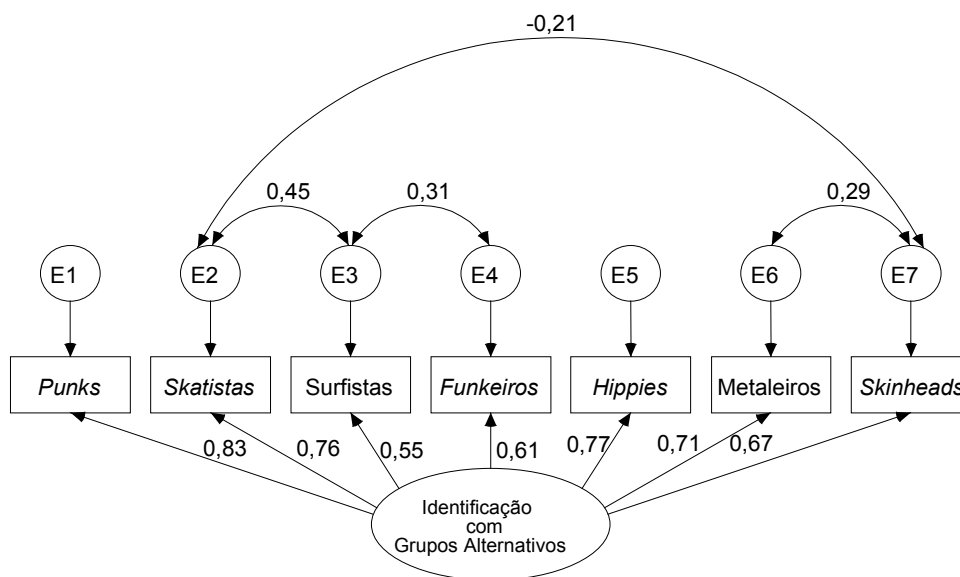 -0,21
0,45
0,31
0,29
E1
E2
E3
E4
E5
E6
E7
Punks
Skatistas
Surfistas
Funkeiros
Hippies
Metaleiros
Skinheads
0,83
0,76
0,55
0,61
0,77
0,71
0,67
Identificação
com
Grupos Alternativos